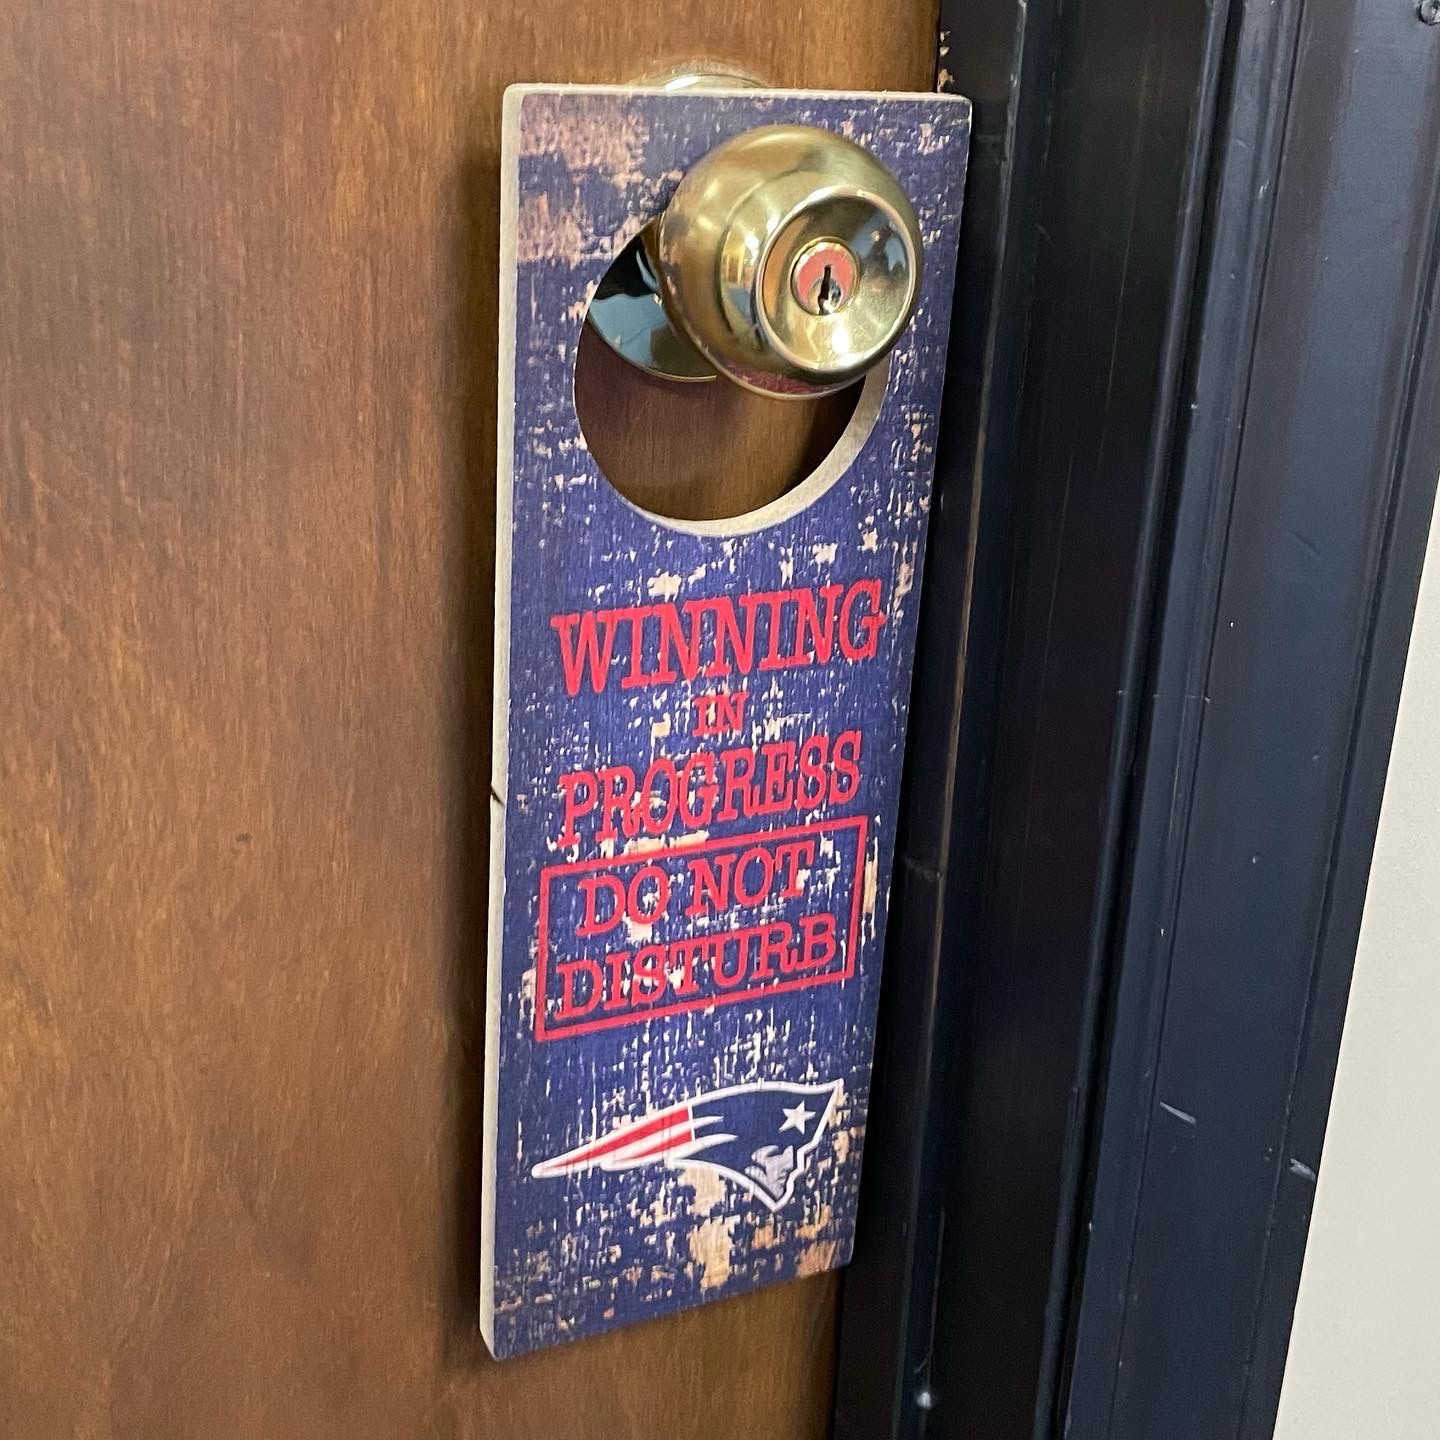 WINNING
IN
PROGRESS
DO NOT
DISTURB